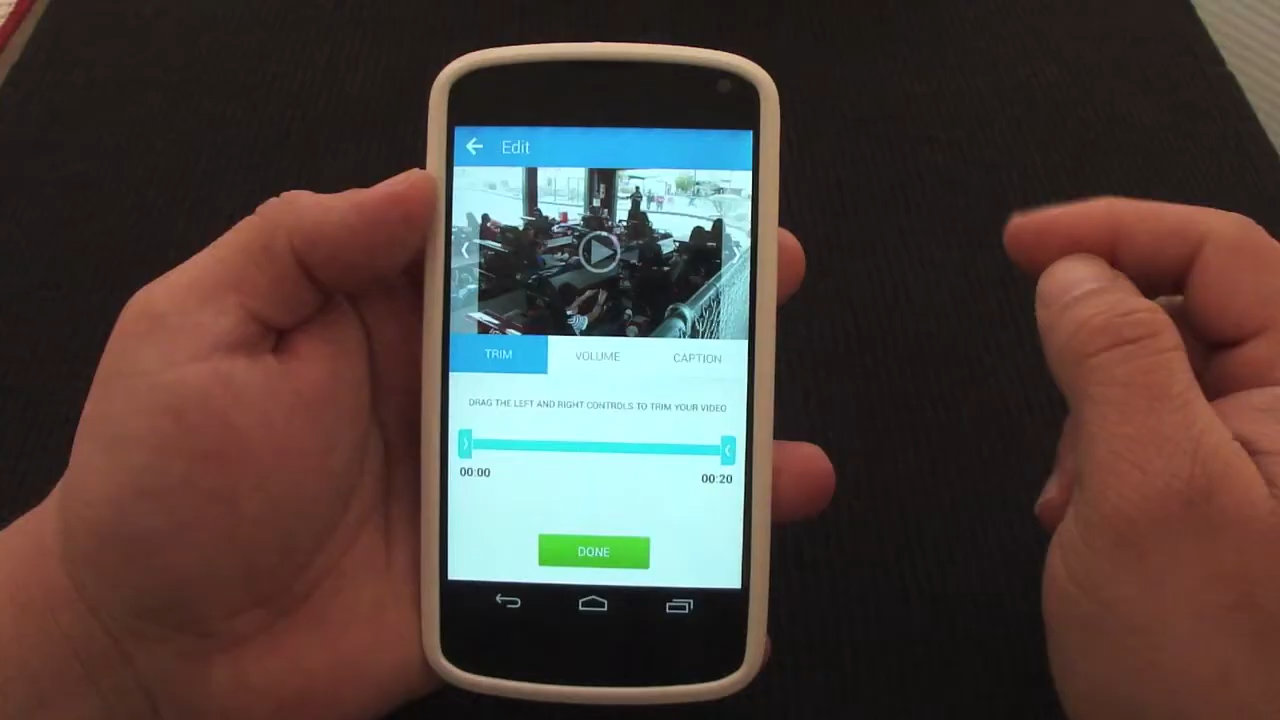 Edit
TRIM VOLUME CAPTION
DRAG THE LEFT AND RIGHT CONTROLS TO TRIM YOUR VIDEO
00:00 00:20
DONE